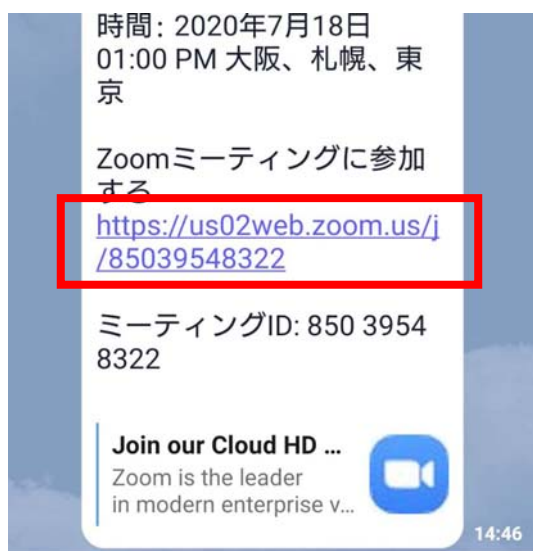 時間: 2020年7月18日
01:00 PM 大阪、札幌、東
京
Zoomミーティングに参加
する
https://us02web.zoom.us/j
/85039548322
ミーティングID: 850 3954
8322
Join our Cloud HD ...
Zoom is the leader
in modern enterprise v...
14:46